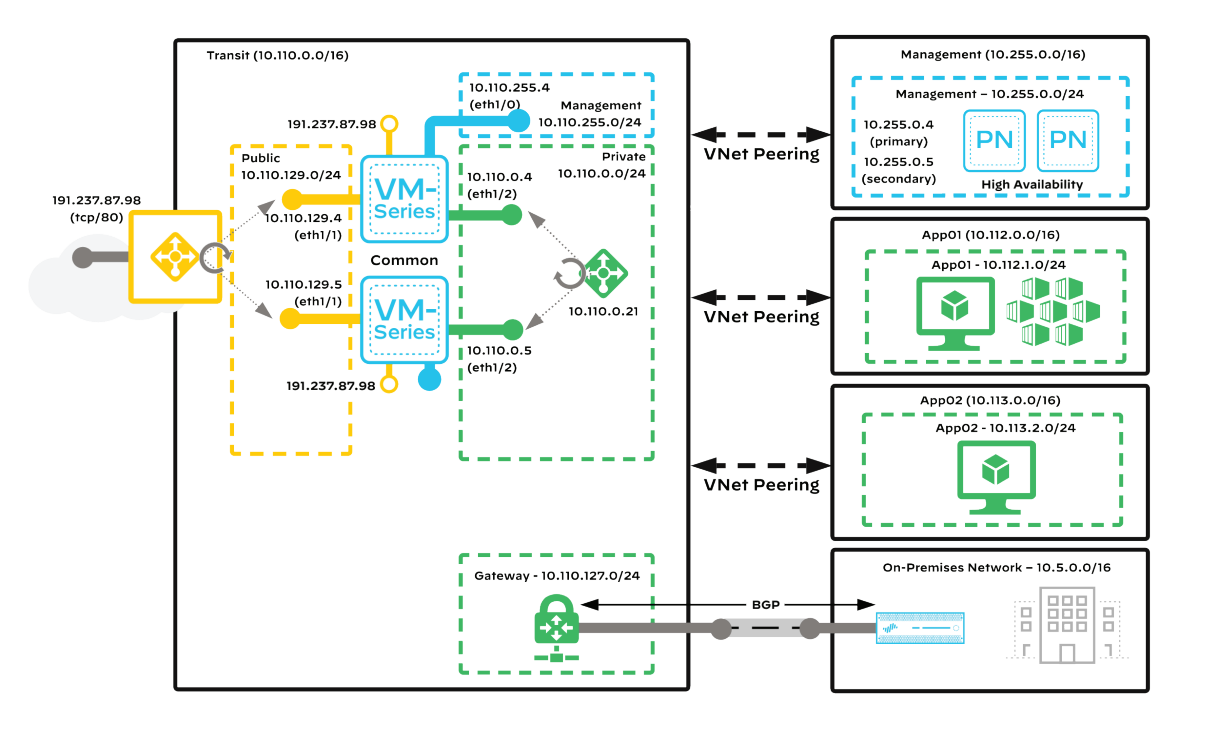 Transit (10.110.0.0/16)
10.110.255.4
(eth1/0)
Management
10.110.255.0/24
191.237.87.98
Public
10.110.129.0/24
VM-
Series
Private
10.110.0.0/24
10.110.0.4
(eth1/2)
191.237.87.98
(tcp/80)
10.110.129.4
(eth1/1)
Common
10.110.129.5
(eth1/1)
VM-
Series
10.110.0.21
10.110.0.5
(eth1/2)
191.237.87.98
Gateway - 10.110.127.0/24
VNet Peering
VNet Peering
VNet Peering
Management (10.255.0.0/16)
Management – 10.255.0.0/24
10.255.0.4
(primary)
10.255.0.5
(secondary)
PN
PN
High Availability
App01 (10.112.0.0/16)
App01 - 10.112.1.0/24
App02 (10.113.0.0/16)
App02 - 10.113.2.0/24
On-Premises Network – 10.5.0.0/16
BGP